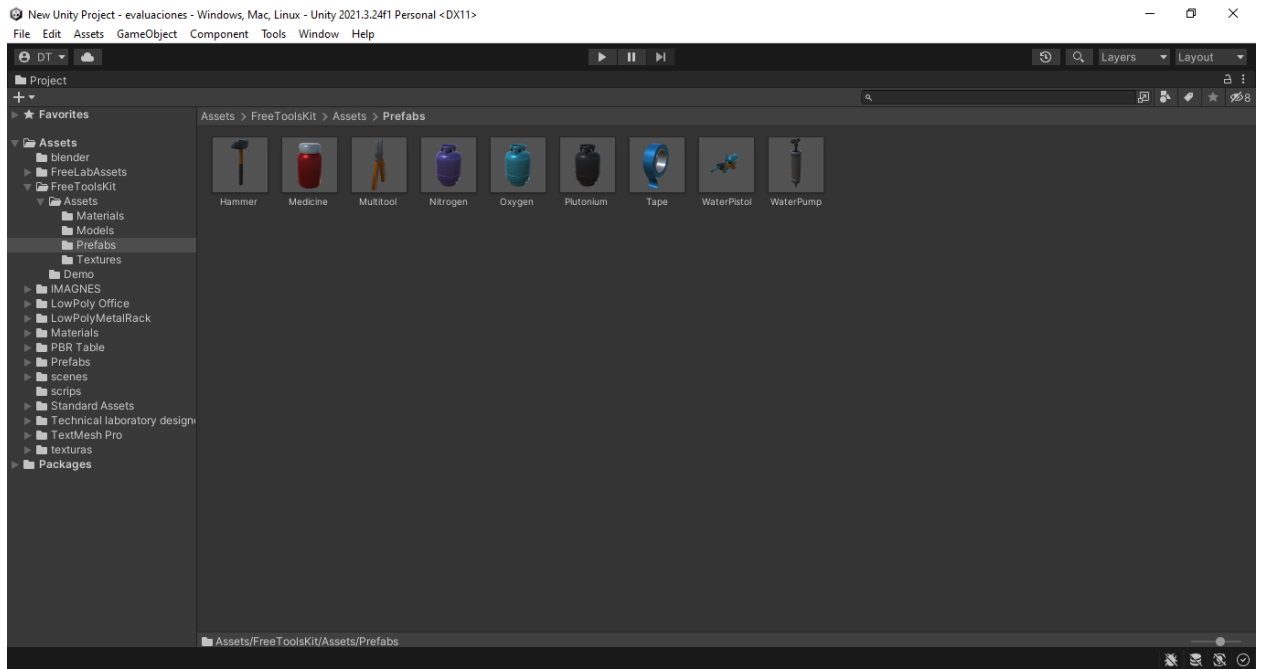 New Unity Project - evaluaciones - Windows, Mac, Linux - Unity 2021.3.24f1 Personal <DX11>
File Edit Assets GameObject Component Tools Window Help
DT Layers Layout
Project
8
Favorites
Assets > FreeToolsKit > Assets > Prefabs
Assets
blender
FreeLabAssets
FreeToolsKit
Assets
Materials
Models
Prefabs
Textures
Demo
IMAGNES
LowPoly Office
LowPolyMetalRack
Materials
PBR Table
Prefabs
scenes
scrips
Standard Assets
Technical laboratory design
TextMesh Pro
texturas
Packages
Hammer Medicine Multitool Nitrogen Oxygen Plutonium Tape WaterPistol WaterPump
Assets/FreeToolsKit/Assets/Prefabs